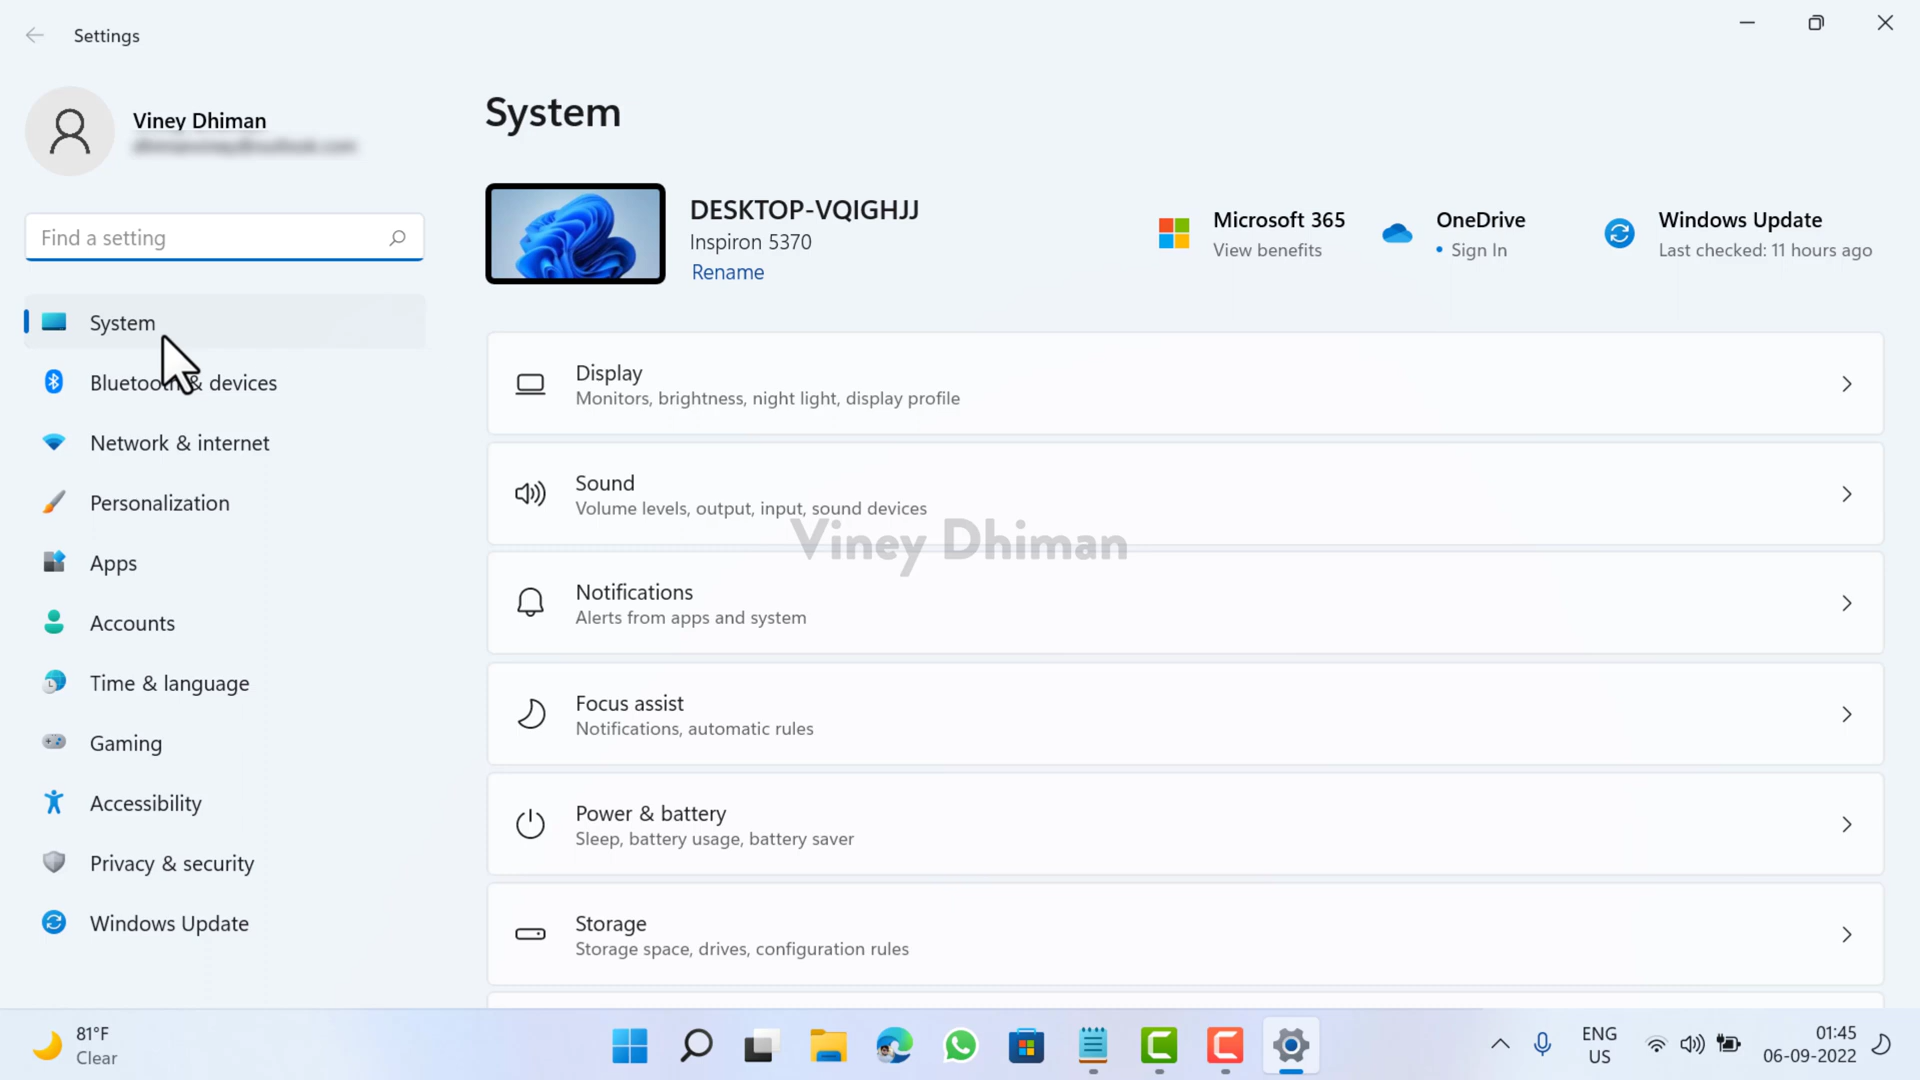 Settings
Viney Dhiman
Find a setting
System
Bluetooth & devices
Network & internet
Personalization
Apps
Accounts
Time & language
Gaming
Accessibility
Privacy & security
Windows Update
System
DESKTOP-VQIGHJJ
Inspiron 5370
Rename
Microsoft 365
View benefits
OneDrive
• Sign In
Windows Update
Last checked: 11 hours ago
Display
Monitors, brightness, night light, display profile
Sound
Volume levels, output, input, sound devices
Viney Dhiman
Notifications
Alerts from apps and system
Focus assist
Notifications, automatic rules
Power & battery
Sleep, battery usage, battery saver
Storage
Storage space, drives, configuration rules
81°F
Clear
ENG
US
01:45
06-09-2022